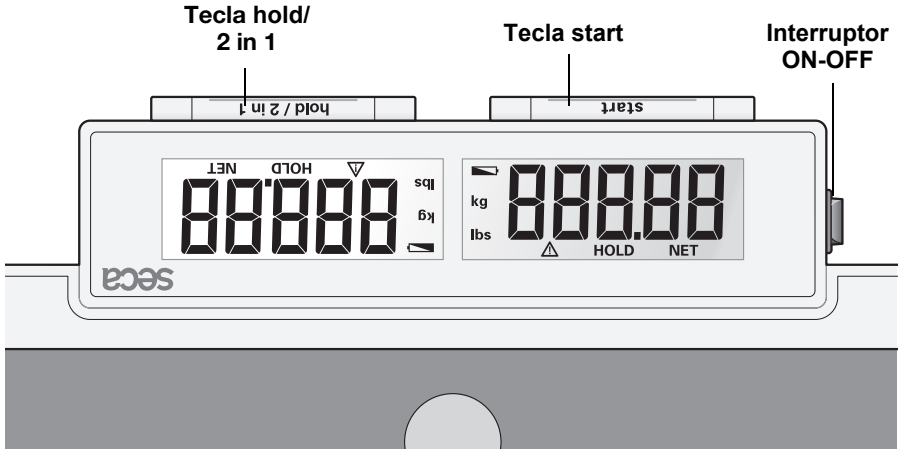 Tecla hold/
2 in 1
Tecla start
Interruptor
ON-OFF
hold / 2 in 1
start
NET HOLD
88.888
lbs
kg
kg
lbs
888.88
HOLD NET
seca